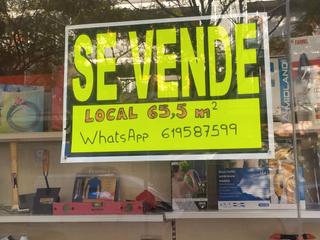 SE VENDE
LOCAL 65,5 m²
WhatsApp 619587599
MIDLAND